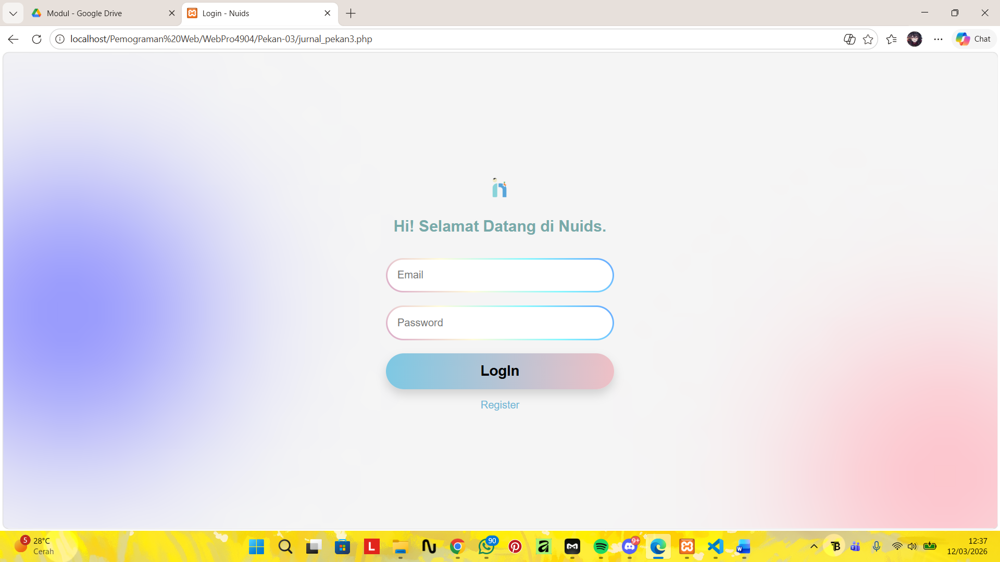 Modul - Google Drive
Login - Nuids
localhost/Pemograman%20Web/WebPro4904/Pekan-03/jurnal_pekan3.php
Chat
Hi! Selamat Datang di Nuids.
Email
Password
LogIn
Register
5
28°C
Cerah
L
90
a
9+
W
B
12:37
12/03/2026